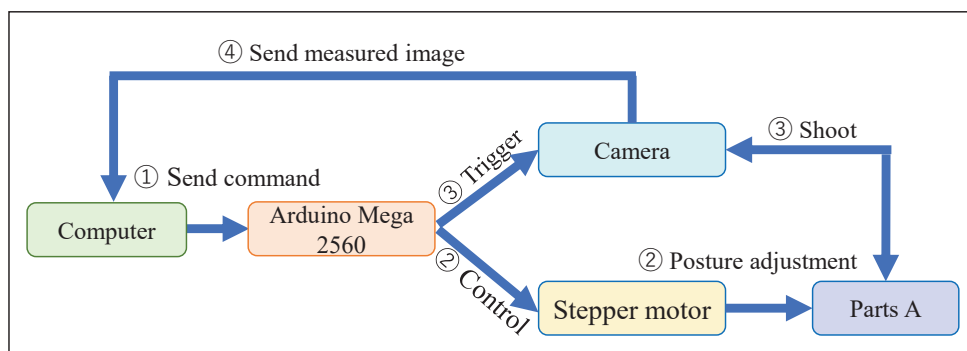 ④ Send measured image
③ Shoot
③ Trigger
Camera
① Send command
Computer
Arduino Mega
2560
② Control
② Posture adjustment
Stepper motor
Parts A